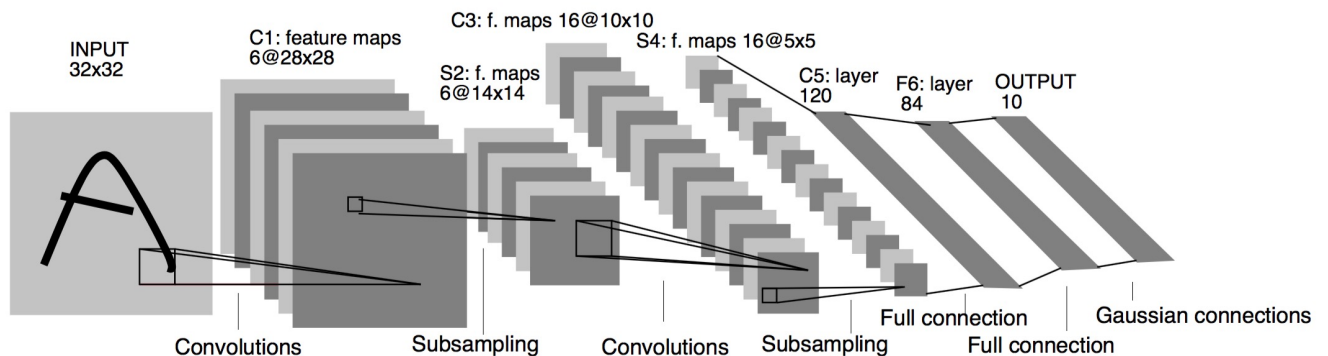 INPUT
32x32
C1: feature maps
6@28x28
S2: f. maps
6@14x14
C3: f. maps 16@10x10
S4: f. maps 16@5x5
C5: layer
120
F6: layer
84
OUTPUT
10
Convolutions
Subsampling
Convolutions
Subsampling
Full connection
Full connection
Gaussian connections